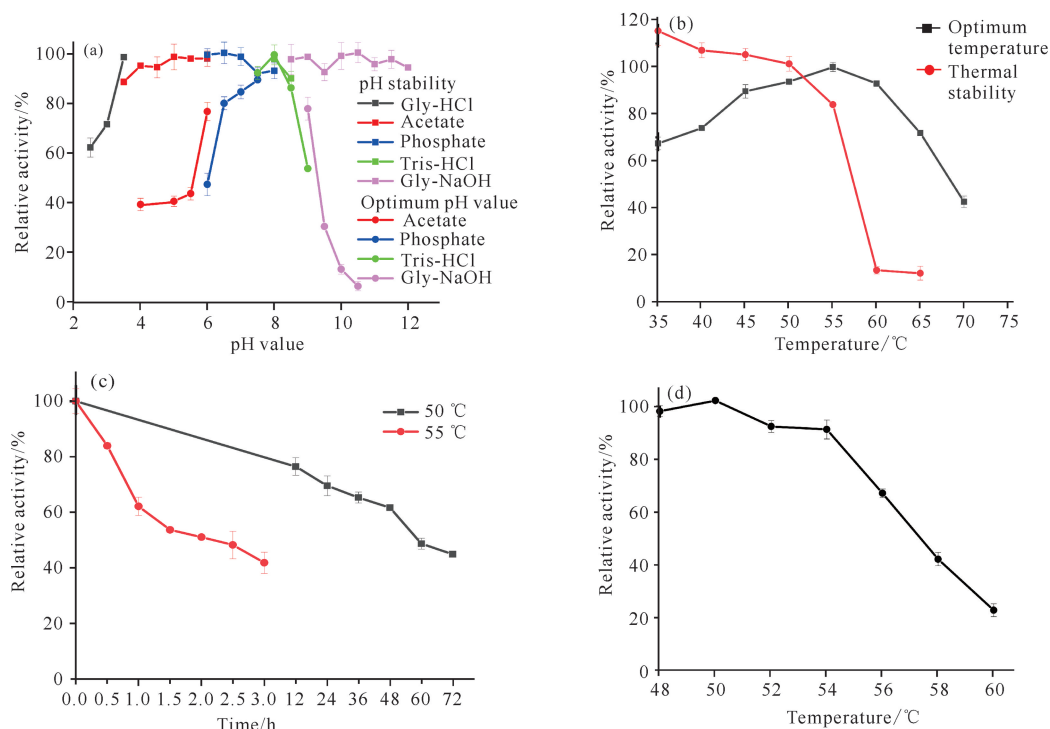 (a)
Relative activity/%
100
80
60
40
20
0
2
4
6
8
10
12
pH value
pH stability
Gly-HCl
Acetate
Phosphate
Tris-HCl
Gly-NaOH
Optimum pH value
Acetate
Phosphate
Tris-HCl
Gly-NaOH
(b)
Relative activity/%
120
100
80
60
40
20
0
35
40
45
50
55
60
65
70
75
Temperature/℃
Optimum
temperature
Thermal
stability
(c)
Relative activity/%
100
80
60
40
20
0
0.0
0.5
1.0
1.5
2.0
2.5
3.0
12
24
36
48
60
72
Time/h
50 ℃
55 ℃
(d)
Relative activity/%
100
80
60
40
20
0
48
50
52
54
56
58
60
Temperature/℃